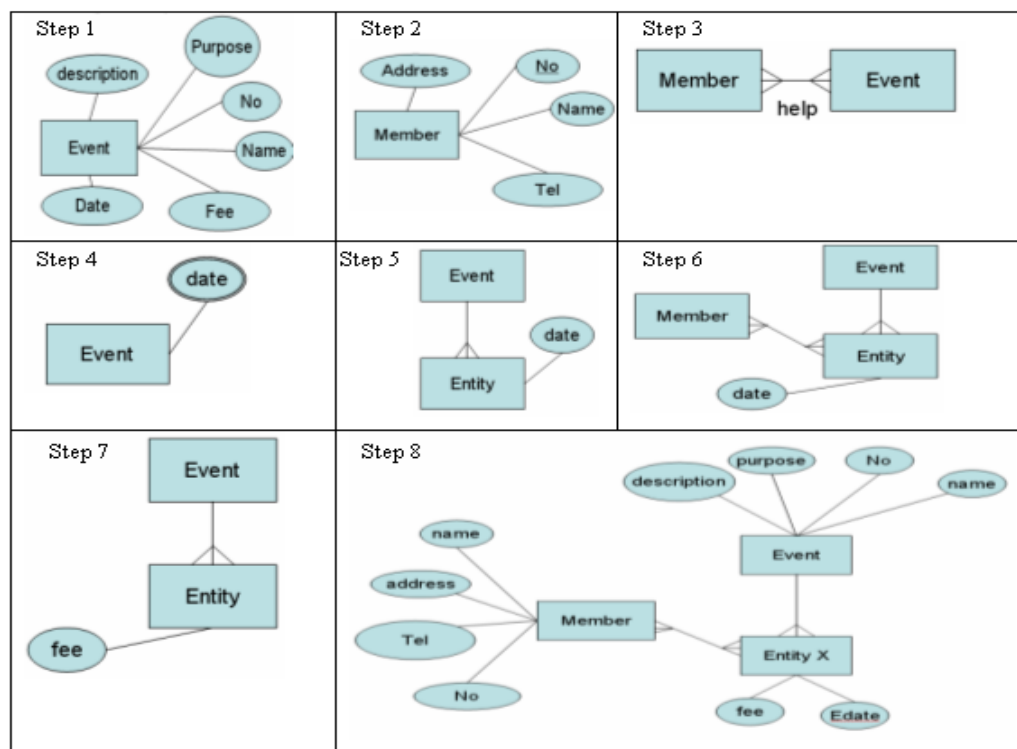 Step 1
Purpose
description
No
Event
Name
Date
Fee
Step 2
Address
No
Name
Member
Tel
Step 3
Member
Event
help
Step 4
date
Event
Step 5
Event
date
Entity
Step 6
Event
Member
Entity
date
Step 7
Event
Entity
fee
Step 8
purpose
No
description
name
name
Event
address
Member
Tel
Entity X
No
fee
Edate